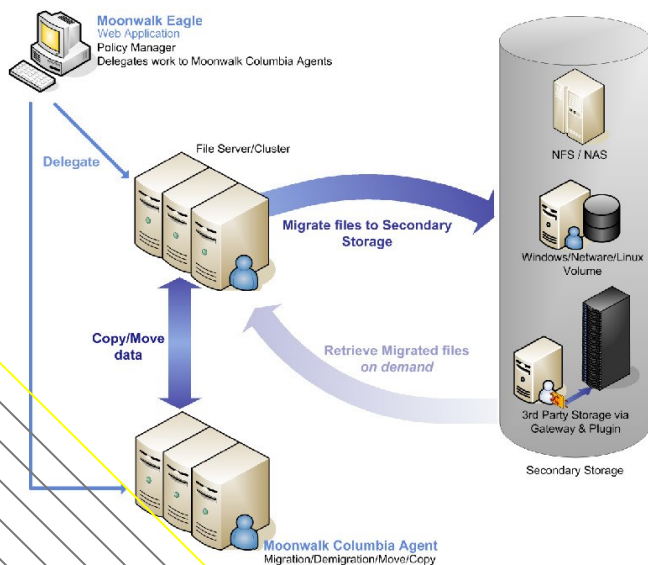 Moonwalk Eagle
Web Application
Policy Manager
Delegates work to Moonwalk Columbia Agents
Delegate
File Server/Cluster
Migrate files to Secondary
Storage
NFS / NAS
Windows/Netware/Linux
Volume
Copy/Move
data
Retrieve Migrated files
on demand
3rd Party Storage via
Gateway & Plugin
Secondary Storage
Moonwalk Columbia Agent
Migration/Demigration/Move/Copy